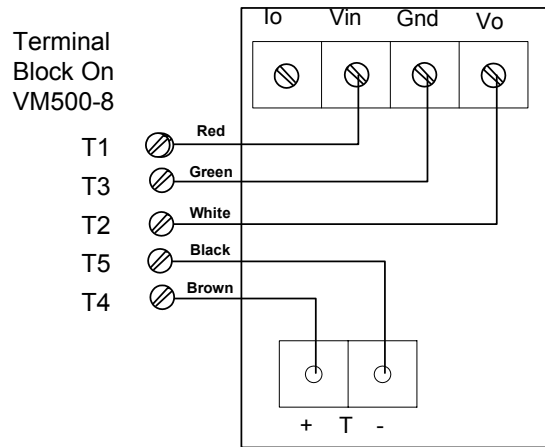 Io Vin Gnd Vo
Terminal
Block On
VM500-8
T1 Red
T3 Green
T2 White
T5 Black
T4 Brown
+ T -